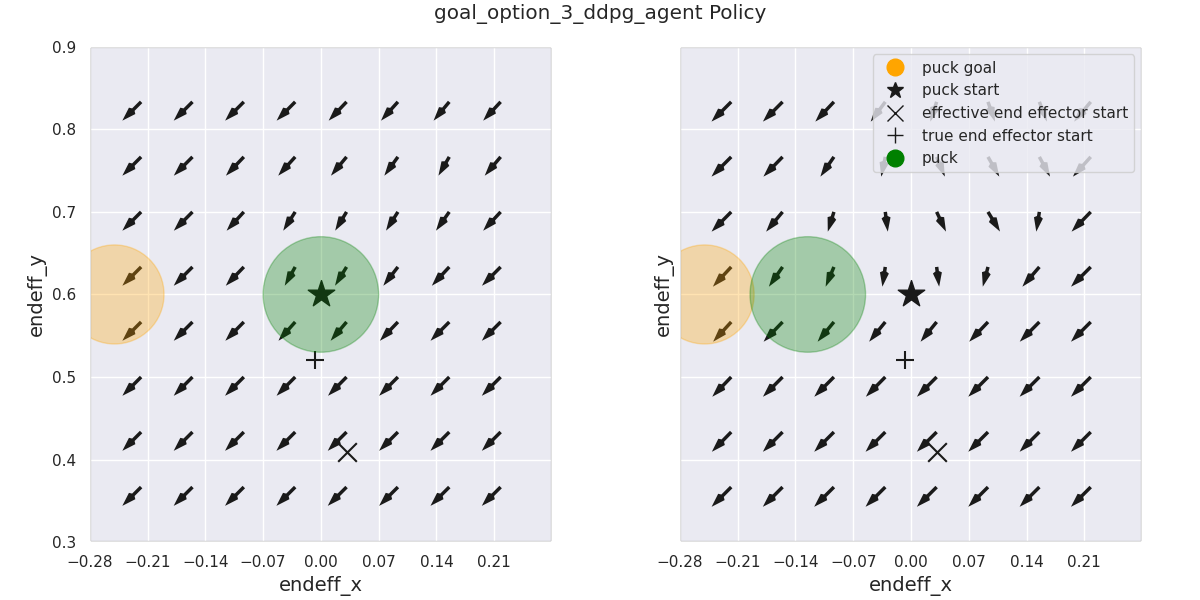 goal_option_3_ddpg_agent Policy
0.9
0.8
0.7
0.6
0.5
0.4
0.3
endeff_y
−0.28 −0.21 −0.14 −0.07 0.00 0.07 0.14 0.21
endeff_x
puck goal
puck start
effective end effector start
true end effector start
puck
endeff_y
−0.28 −0.21 −0.14 −0.07 0.00 0.07 0.14 0.21
endeff_x